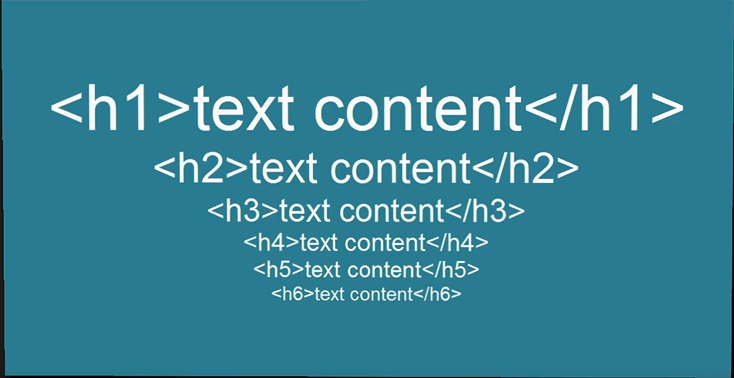 <h1>text content</h1>
<h2>text content</h2>
<h3>text content</h3>
<h4>text content</h4>
<h5>text content</h5>
<h6>text content</h6>